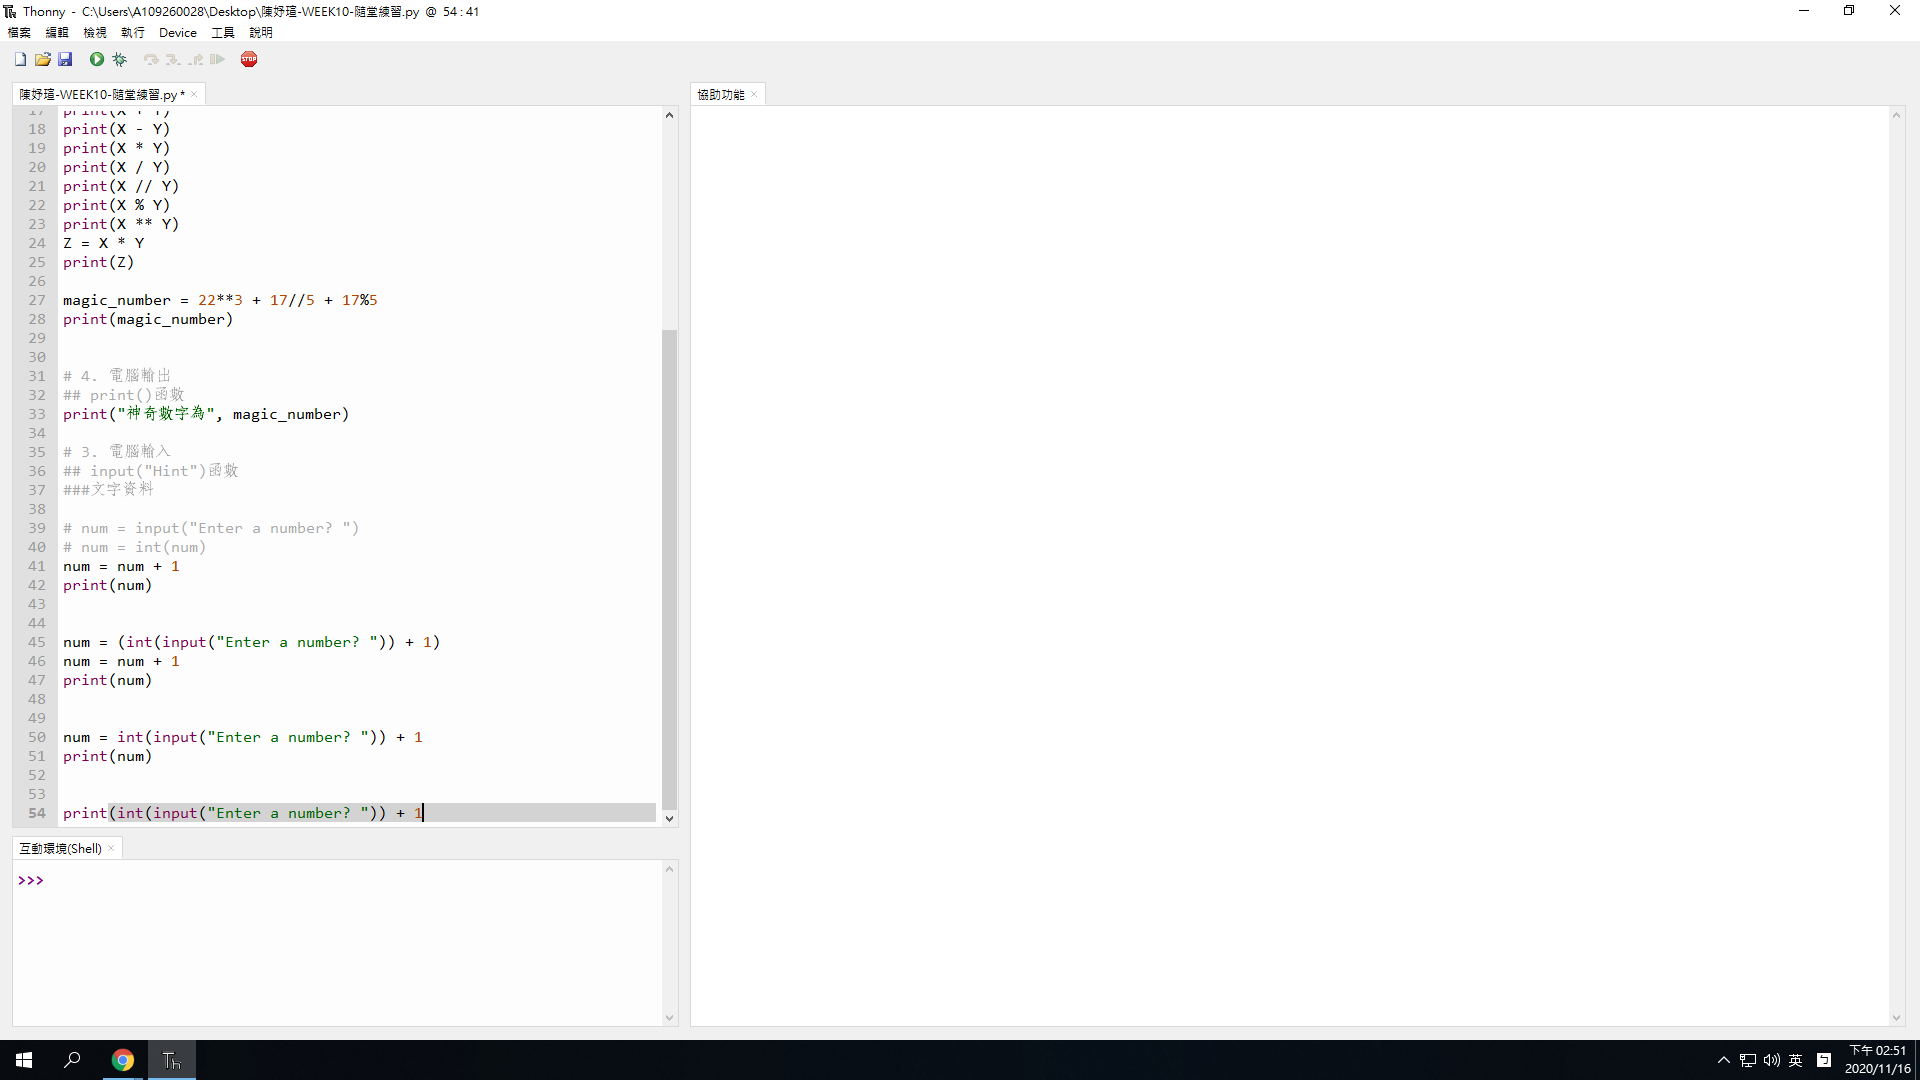 Thonny - C:\Users\A109260028\Desktop\陳妤瑄-WEEK10-隨堂練習.py @ 54 : 41
檔案 編輯 檢視 執行 Device 工具 說明
STOP
陳妤瑄-WEEK10-隨堂練習.py * ×
協助功能 ×
17 print(X + Y)
18 print(X - Y)
19 print(X * Y)
20 print(X / Y)
21 print(X // Y)
22 print(X % Y)
23 print(X ** Y)
24 Z = X * Y
25 print(Z)
26
27 magic_number = 22**3 + 17//5 + 17%5
28 print(magic_number)
29
30
31 # 4. 電腦輸出
32 ## print()函數
33 print("神奇數字為", magic_number)
34
35 # 3. 電腦輸入
36 ## input("Hint")函數
37 ###文字資料
38
39 # num = input("Enter a number? ")
40 # num = int(num)
41 num = num + 1
42 print(num)
43
44
45 num = (int(input("Enter a number? ")) + 1)
46 num = num + 1
47 print(num)
48
49
50 num = int(input("Enter a number? ")) + 1
51 print(num)
52
53
54 print(int(input("Enter a number? ")) + 1
互動環境(Shell) ×
>>>
Th
英
ㄅ
下午 02:51
2020/11/16